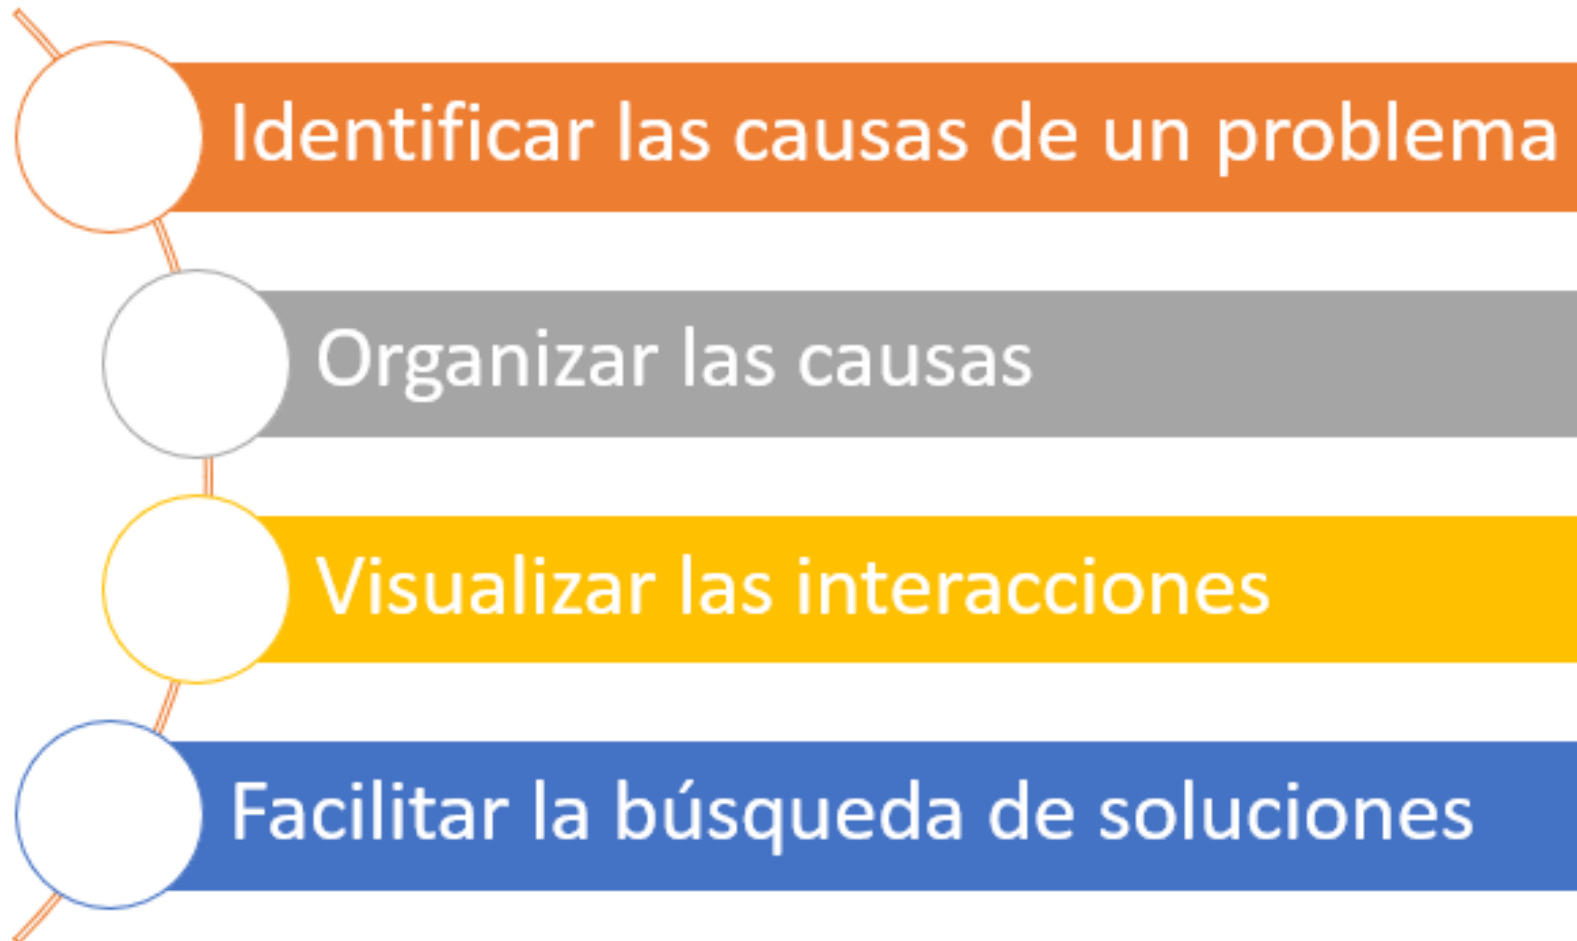 Identificar las causas de un problema
Organizar las causas
Visualizar las interacciones
Facilitar la búsqueda de soluciones